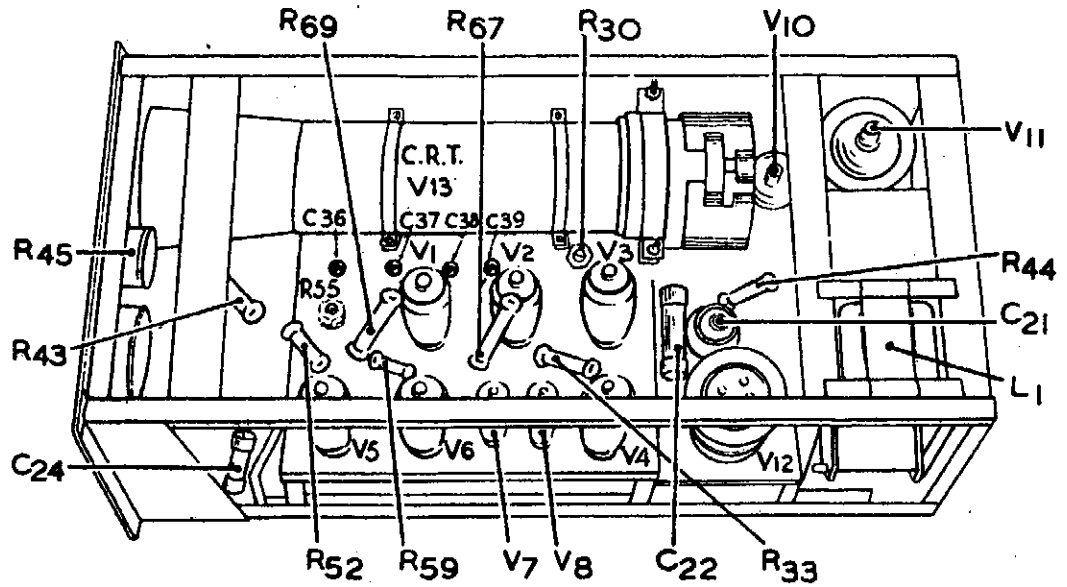 R69 R67 R30 V10
V11
C.R.T.
V13
C36 C37 C38 C39
R45 V1 V2 V3
R44
R55
C21
R43
L1
C24 V5 V6 V4 V12
R52 R59 V7 V8 C22 R33